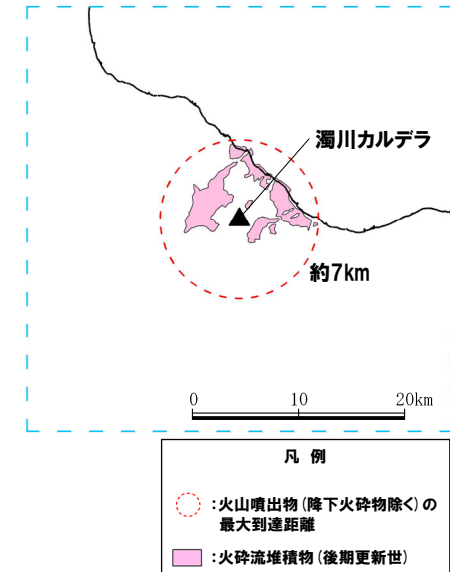 濁川カルデラ
約7km
0 10 20km
凡 例
:火山噴出物(降下火砕物除く)の
最大到達距離
:火砕流堆積物(後期更新世)